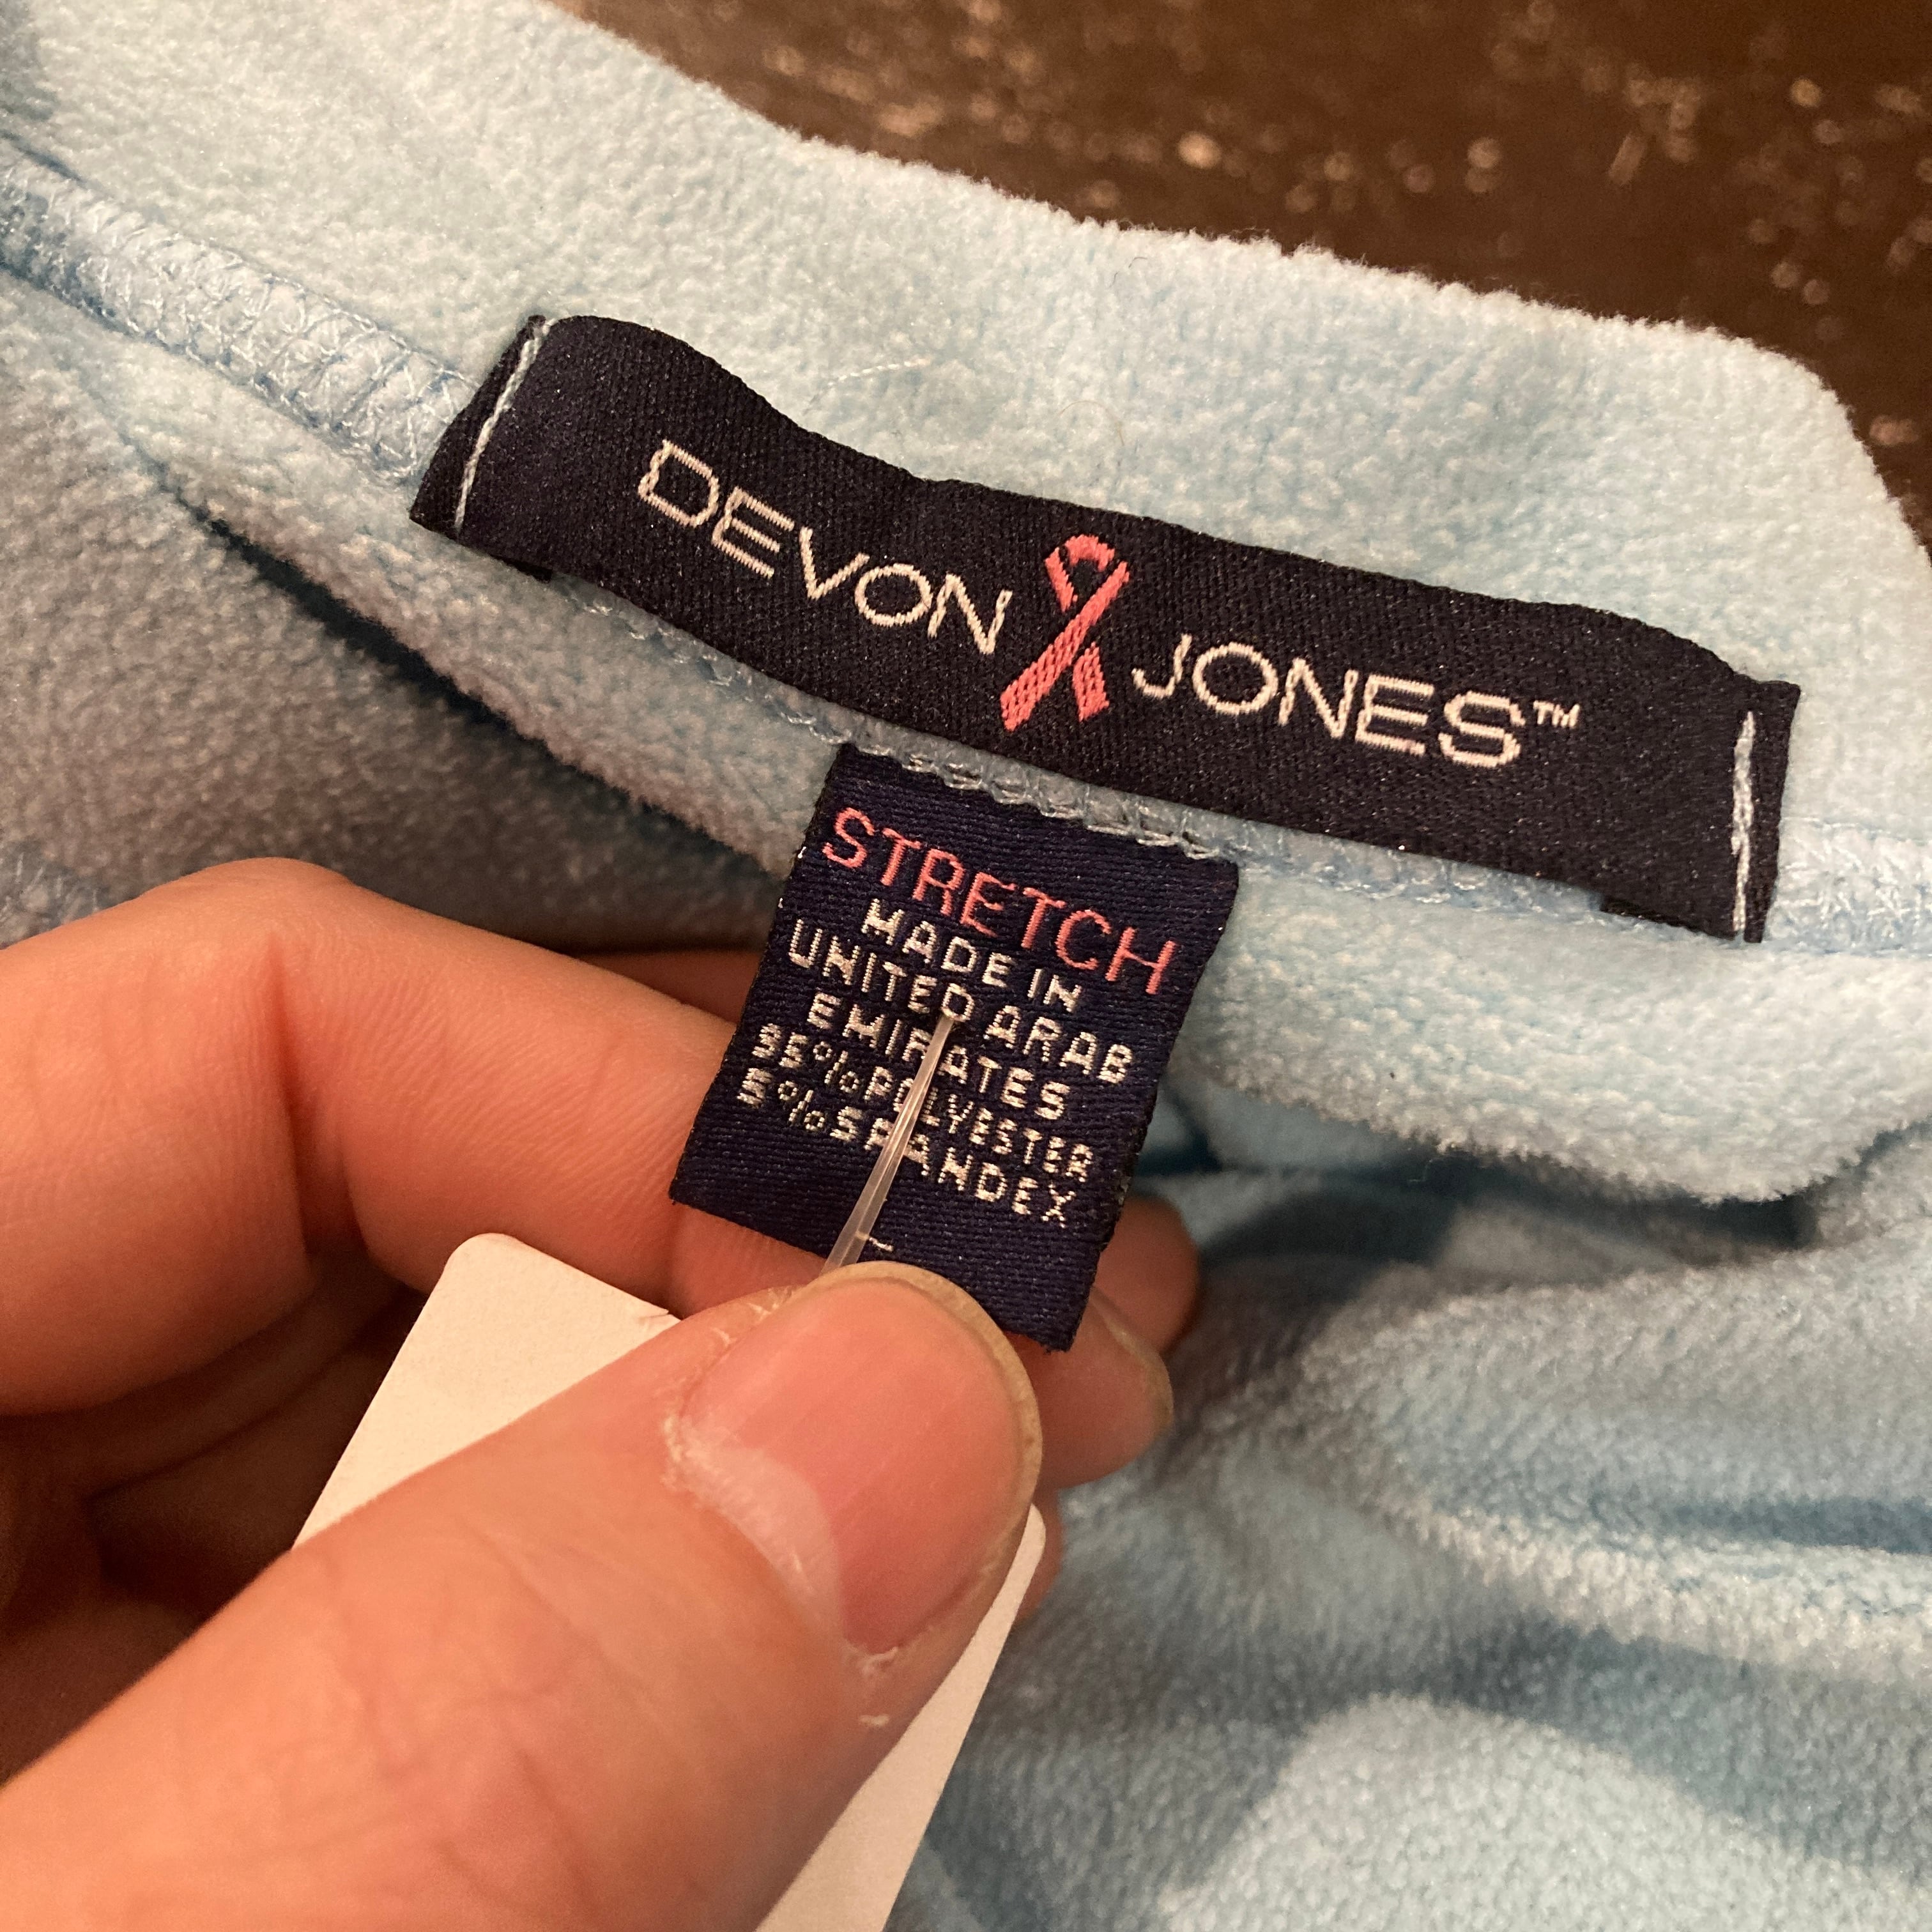 DEVON JONES™
STRETCH
MADE IN
UNITED ARAB
EMIRATES
95%POLYESTER
5%SPANDEX